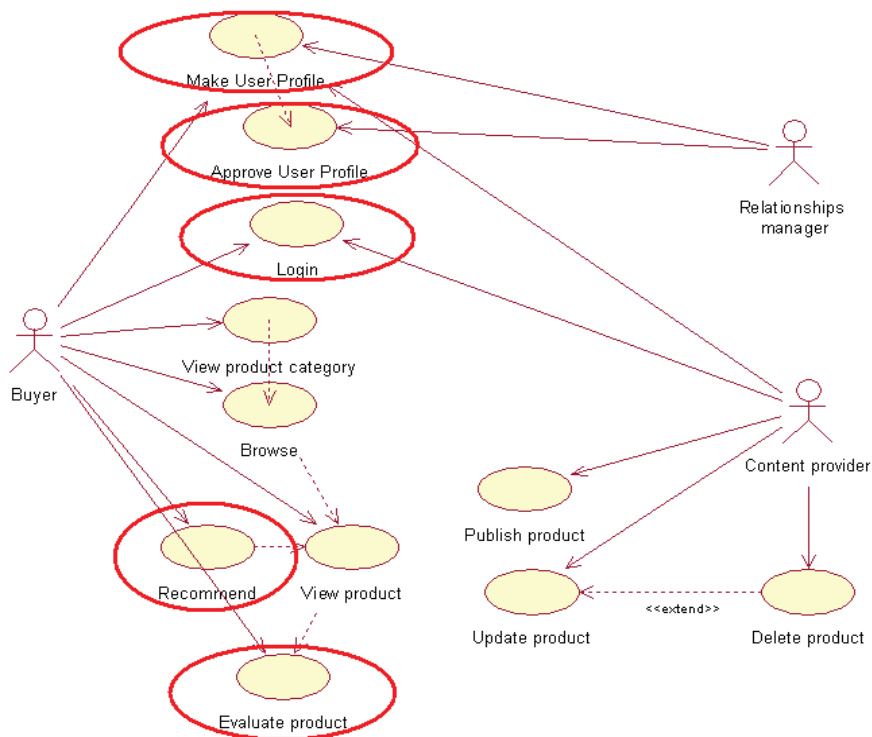 Make User Profile
Approve User Profile
Relationships
manager
Login
View product category
Buyer
Browse
Content provider
Publish product
Recommend
View product
Update product
<<extend>>
Delete product
Evaluate product